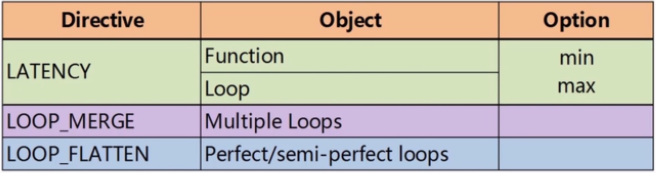 Directive Object Option
LATENCY Function min
Loop max
LOOP_MERGE Multiple Loops
LOOP_FLATTEN Perfect/semi-perfect loops